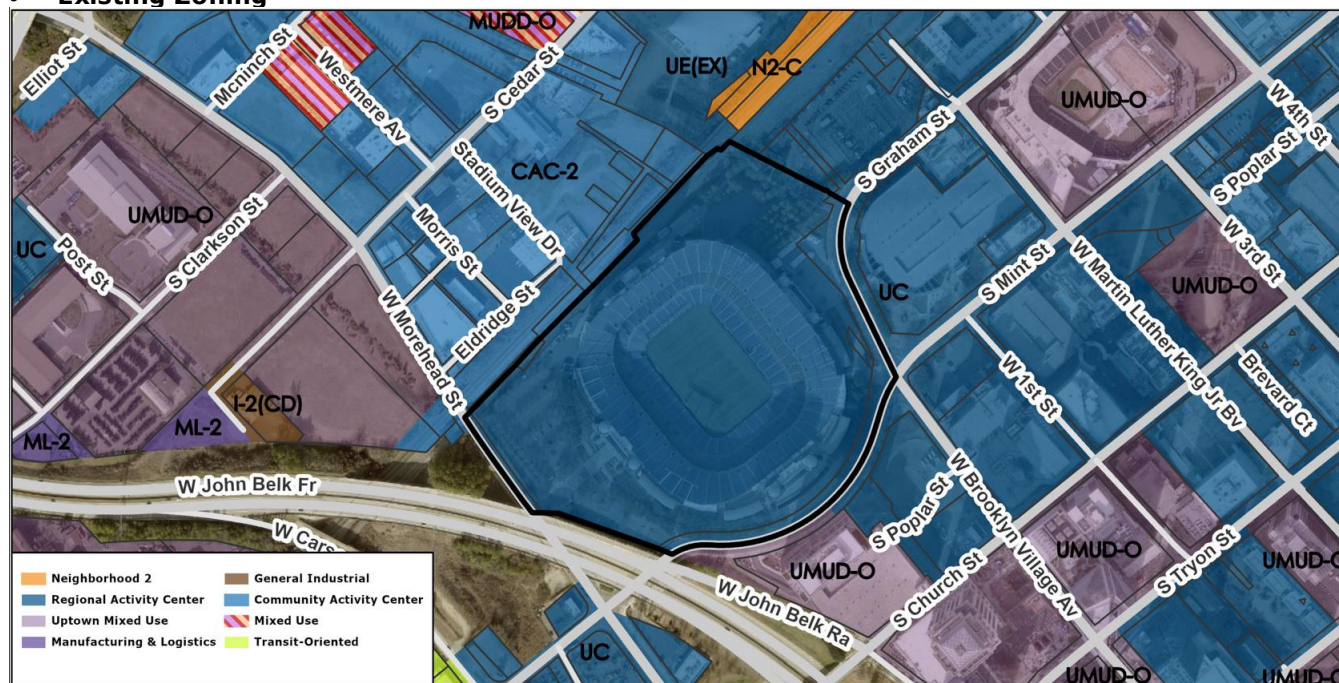 Existing Zoning
Elliot St
Mcninch St
Westmere Av
MUDD-O
S Cedar St
UE(EX)
N2-C
UMUD-O
W 4th St
S Poplar St
S Graham St
Stadium View Dr
CAC-2
UMUD-O
S Clarkson St
UC
Post St
Morris St
W 3rd St
S Mint St
UC
W Martin Luther King Jr Bv
UMUD-O
W Morehead St
Eldridge St
W 1st St
Brevard Ct
I-2(CD)
ML-2
ML-2
W John Belk Fr
W Cars
S Poplar St
W Brooklyn Village Av
UMUD-O
UMUD-O
UMUD-O
S Church St
S Tryon St
W John Belk Ra
UC
UMUD-O
UMUD-O
Neighborhood 2
General Industrial
Regional Activity Center
Community Activity Center
Uptown Mixed Use
Mixed Use
Manufacturing & Logistics
Transit-Oriented